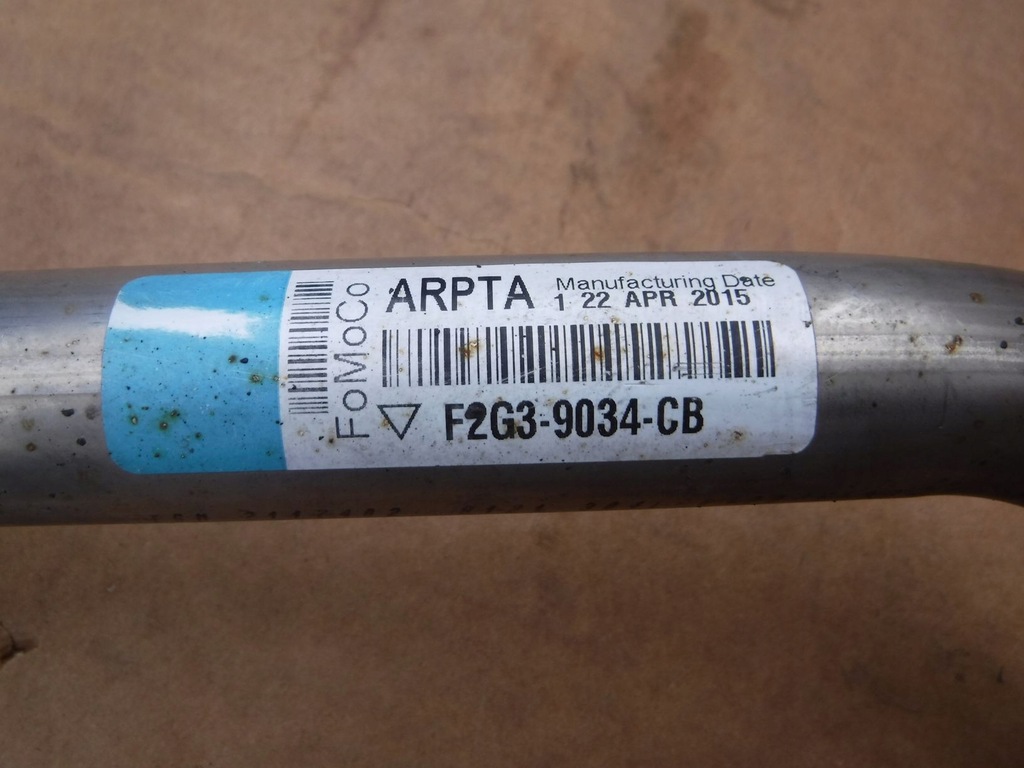 FoMoCo
ARPTA
Manufacturing Date
1 22 APR 2015
F2G3-9034-CB